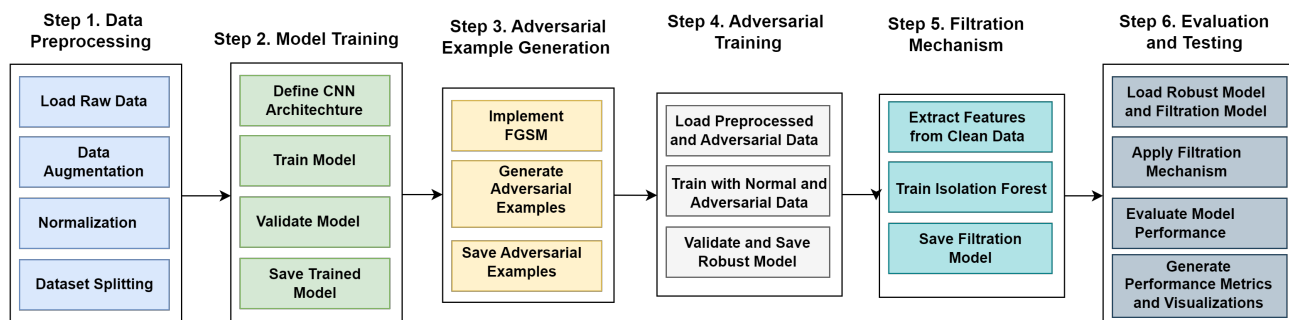 Step 1. Data
Preprocessing
Load Raw Data
Data
Augmentation
Normalization
Dataset Splitting
Step 2. Model Training
Define CNN
Architechture
Train Model
Validate Model
Save Trained
Model
Step 3. Adversarial
Example Generation
Implement
FGSM
Generate
Adversarial
Examples
Save Adversarial
Examples
Step 4. Adversarial
Training
Load Preprocessed
and Adversarial Data
Train with Normal and
Adversarial Data
Validate and Save
Robust Model
Step 5. Filtration
Mechanism
Extract Features
from Clean Data
Train Isolation Forest
Save Filtration
Model
Step 6. Evaluation
and Testing
Load Robust Model
and Filtration Model
Apply Filtration
Mechanism
Evaluate Model
Performance
Generate
Performance Metrics
and Visualizations